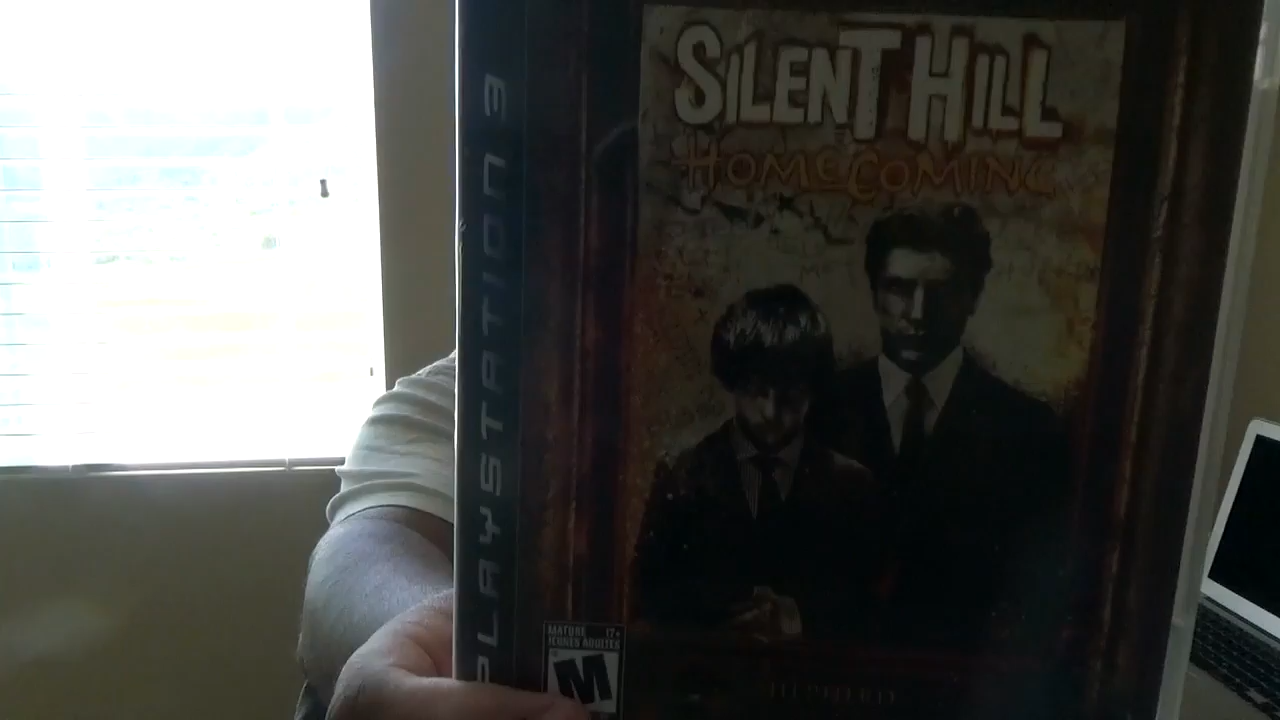 PLAYSTATION 3
SILENT HILL
HOMECOMING
MATURE 17+
JEUNES ADULTES
M